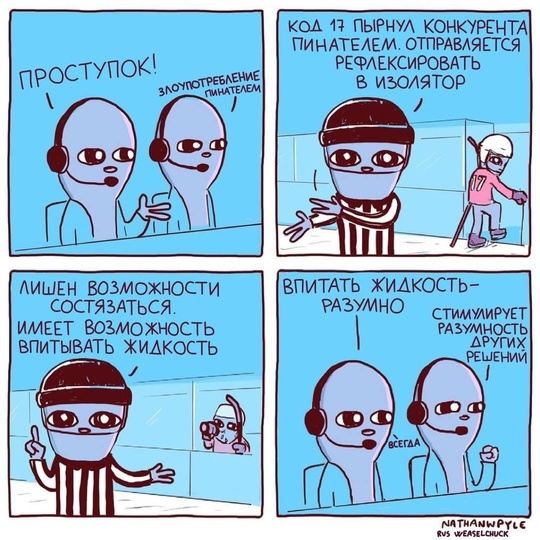 ПРОСТУПОК!
ЗЛОУПОТРЕБЛЕНИЕ
ПИНАТЕЛЕМ
КОД 17 ПЫРНУЛ КОНКУРЕНТА
ПИНАТЕЛЕМ. ОТПРАВЛЯЕТСЯ
РЕФЛЕКСИРОВАТЬ
В ИЗОЛЯТОР
17
ЛИШЕН ВОЗМОЖНОСТИ
СОСТЯЗАТЬСЯ.
ИМЕЕТ ВОЗМОЖНОСТЬ
ВПИТЫВАТЬ ЖИДКОСТЬ
ВПИТАТЬ ЖИДКОСТЬ-
РАЗУМНО
СТИМУЛИРУЕТ
РАЗУМНОСТЬ
ДРУГИХ
РЕШЕНИЙ
ВСЕГДА
NATHANWPYLE
RUS WEASELCHUCK